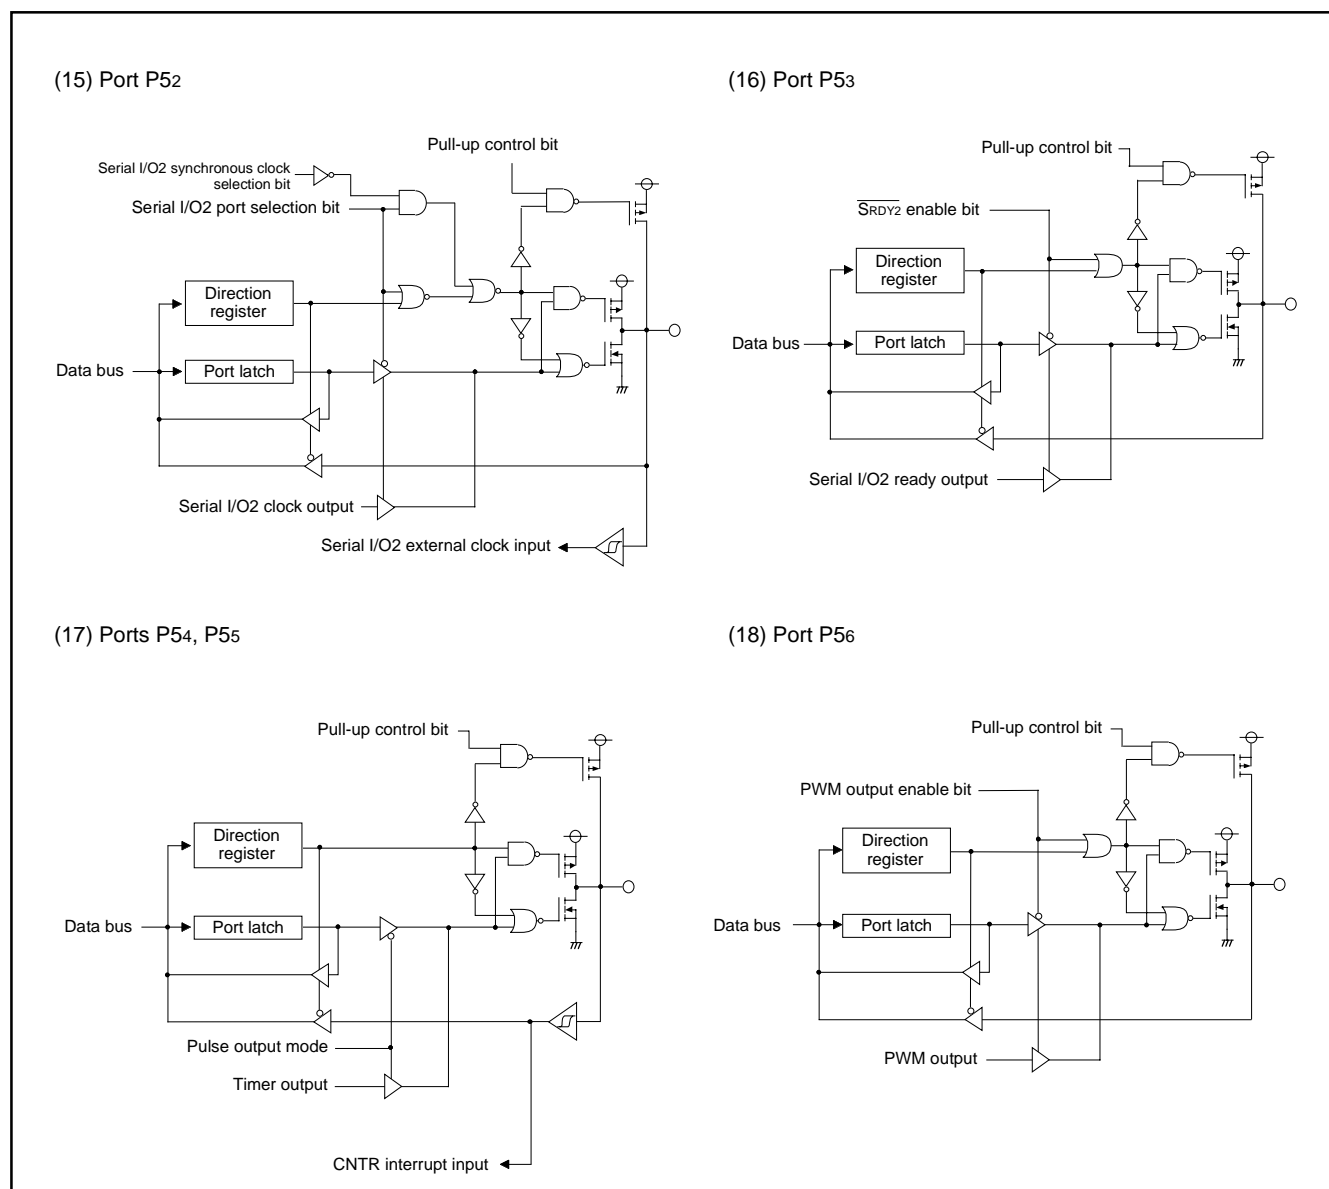 (15) Port P52
Pull-up control bit
Serial I/O2 synchronous clock
selection bit
Serial I/O2 port selection bit
Direction
register
Data bus
Port latch
Serial I/O2 clock output
Serial I/O2 external clock input
(16) Port P53
Pull-up control bit
SRDY2 enable bit
Direction
register
Data bus
Port latch
Serial I/O2 ready output
(17) Ports P54, P55
Pull-up control bit
Direction
register
Data bus
Port latch
Pulse output mode
Timer output
CNTR interrupt input
(18) Port P56
Pull-up control bit
PWM output enable bit
Direction
register
Data bus
Port latch
PWM output